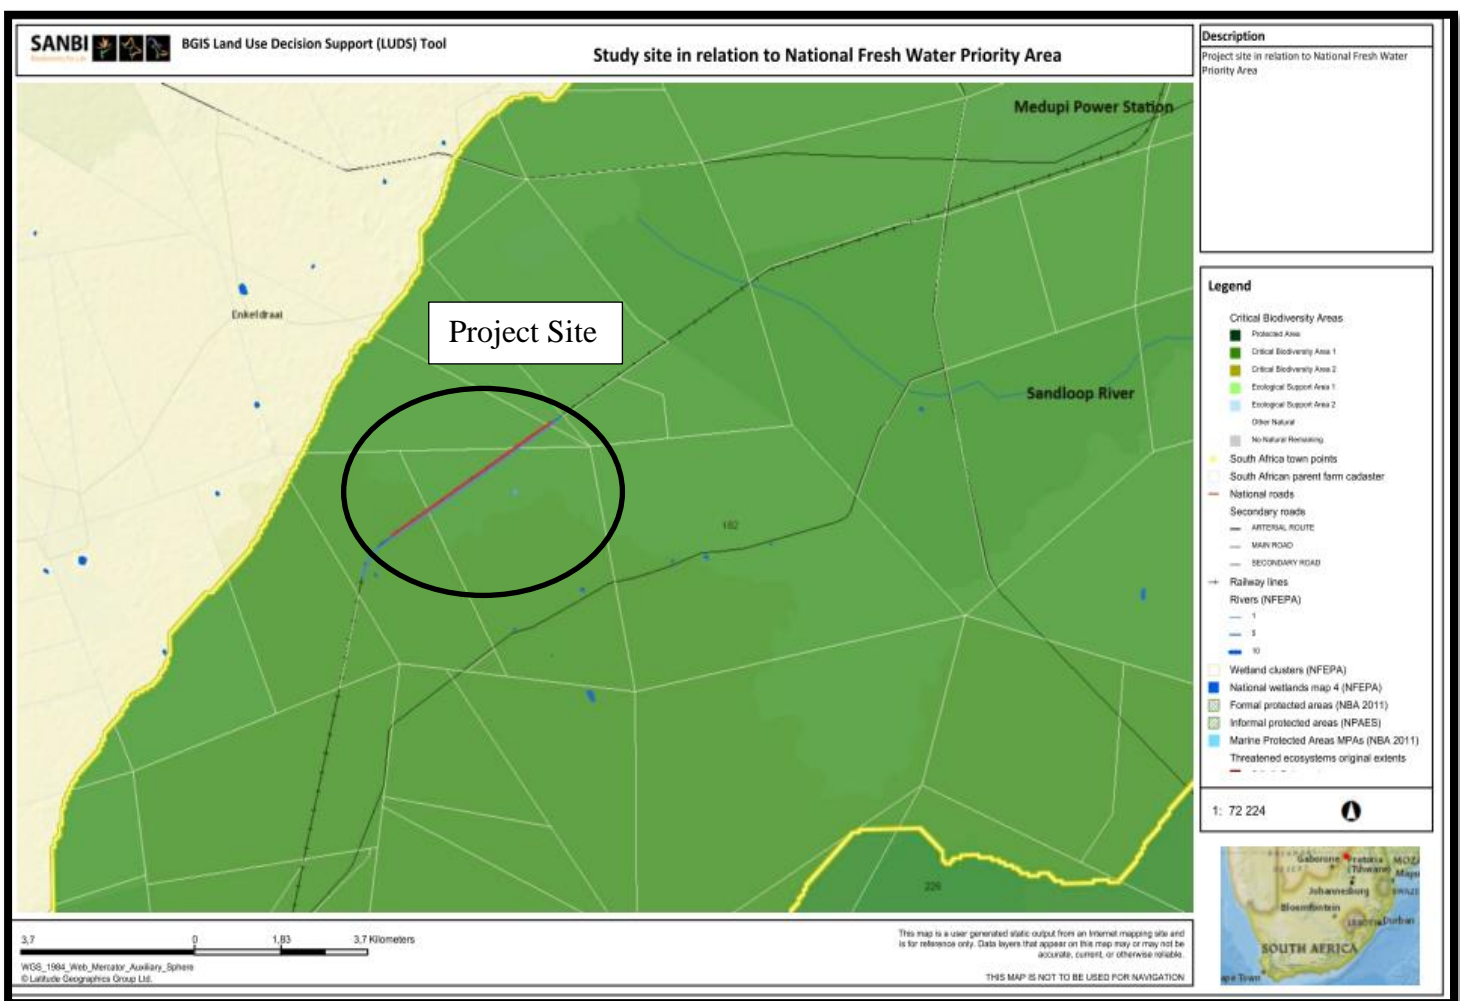 SANBI
BGIS Land Use Decision Support (LUDS) Tool
Study site in relation to National Fresh Water Priority Area
Description
Project site in relation to National Fresh Water
Priority Area
Medupi Power Station
Enkeldraai
Project Site
Sandloop River
182
226
Legend
Critical Biodiversity Areas
Protected Area
Critical Biodiversity Area 1
Critical Biodiversity Area 2
Ecological Support Area 1
Ecological Support Area 2
Other Natural
No Natural Remaining
South Africa town points
South African parent farm cadaster
National roads
Secondary roads
ARTERIAL ROUTE
MAIN ROAD
SECONDARY ROAD
Railway lines
Rivers (NFEPA)
1
5
10
Wetland clusters (NFEPA)
National wetlands map 4 (NFEPA)
Formal protected areas (NBA 2011)
Informal protected areas (NPAES)
Marine Protected Areas MPAs (NBA 2011)
Threatened ecosystems original extents
1: 72 224
Gaborone
Pretoria
(Tshwane)
MOZ
Maputo
Johannesburg
Bloemfontein
Durban
SOUTH AFRICA
ape Town
3,7 0 1,83 3,7 Kilometers
WGS_1984_Web_Mercator_Auxiliary_Sphere
© Latitude Geographics Group Ltd.
This map is a user generated static output from an Internet mapping site and
is for reference only. Data layers that appear on this map may or may not be
accurate, current, or otherwise reliable.
THIS MAP IS NOT TO BE USED FOR NAVIGATION